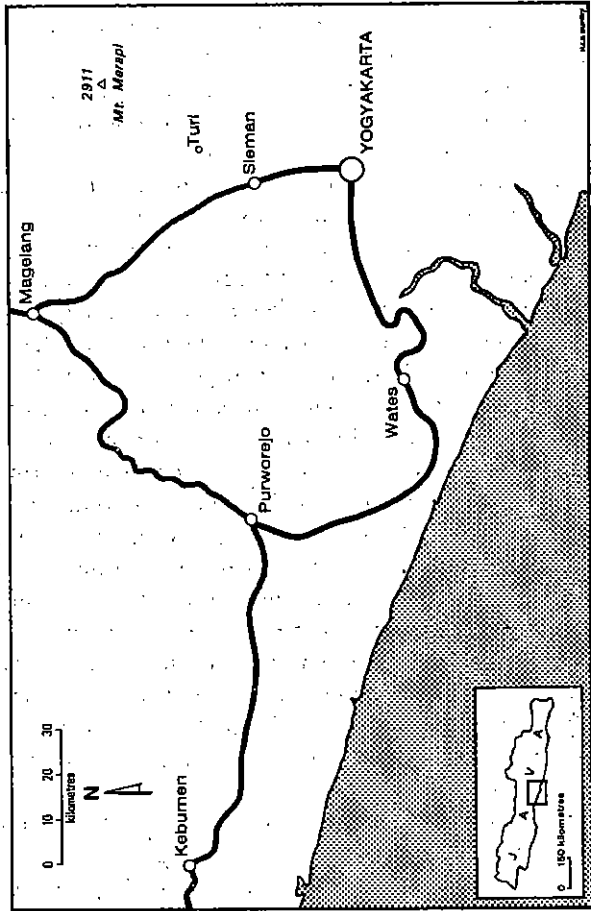 2911
Mt. Merapi
Turi
Sleman
YOGYAKARTA
Magelang
Wates
Purworejo
Kebumen
0 10 20 30
kilometres
N
J A V A
0 150 kilometres